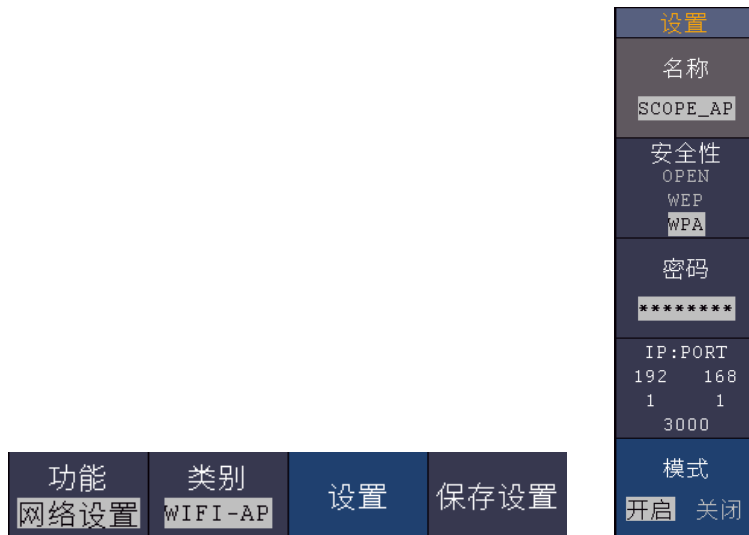 设置
名称
SCOPE_AP
安全性
OPEN
WEP
WPA
密码
********
IP:PORT
192 168
1 1
3000
模式
开启 关闭
功能
网络设置
类别
WIFI-AP
设置
保存设置